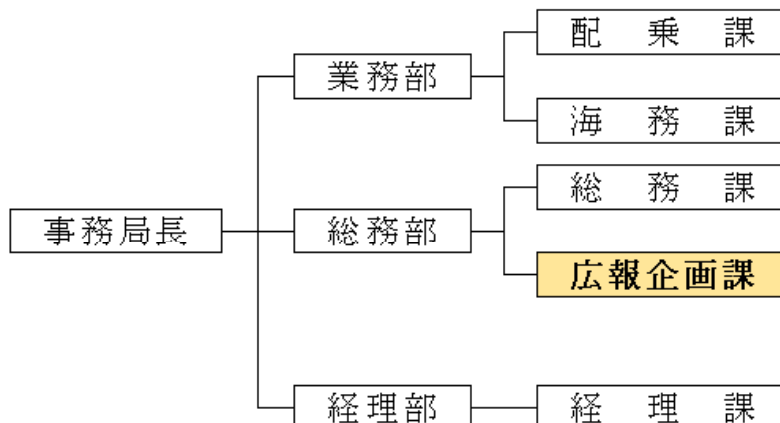 事務局長
業務部
配乗課
海務課
総務部
総務課
広報企画課
経理部
経理課